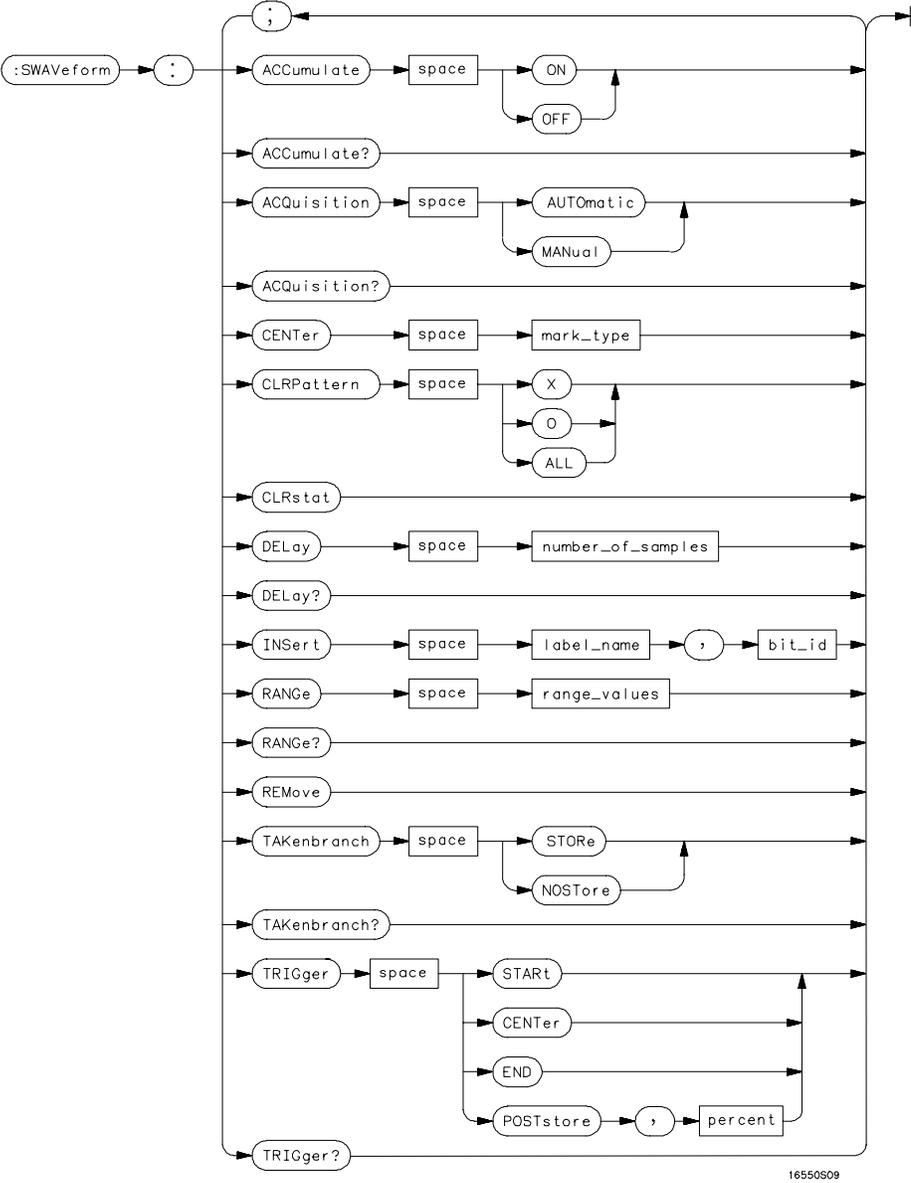 ;
:SWAVeform : ACCumulate space ON
OFF
ACCumulate?
ACQuisition space AUTOmatic
MANual
ACQuisition?
CENTer space mark_type
CLRPattern space X
O
ALL
CLRstat
DELay space number_of_samples
DELay?
INSert space label_name , bit_id
RANGe space range_values
RANGe?
REMove
TAKenbranch space STORe
NOSTore
TAKenbranch?
TRIGger space STARt
CENTer
END
POSTstore , percent
TRIGger?
16550S09